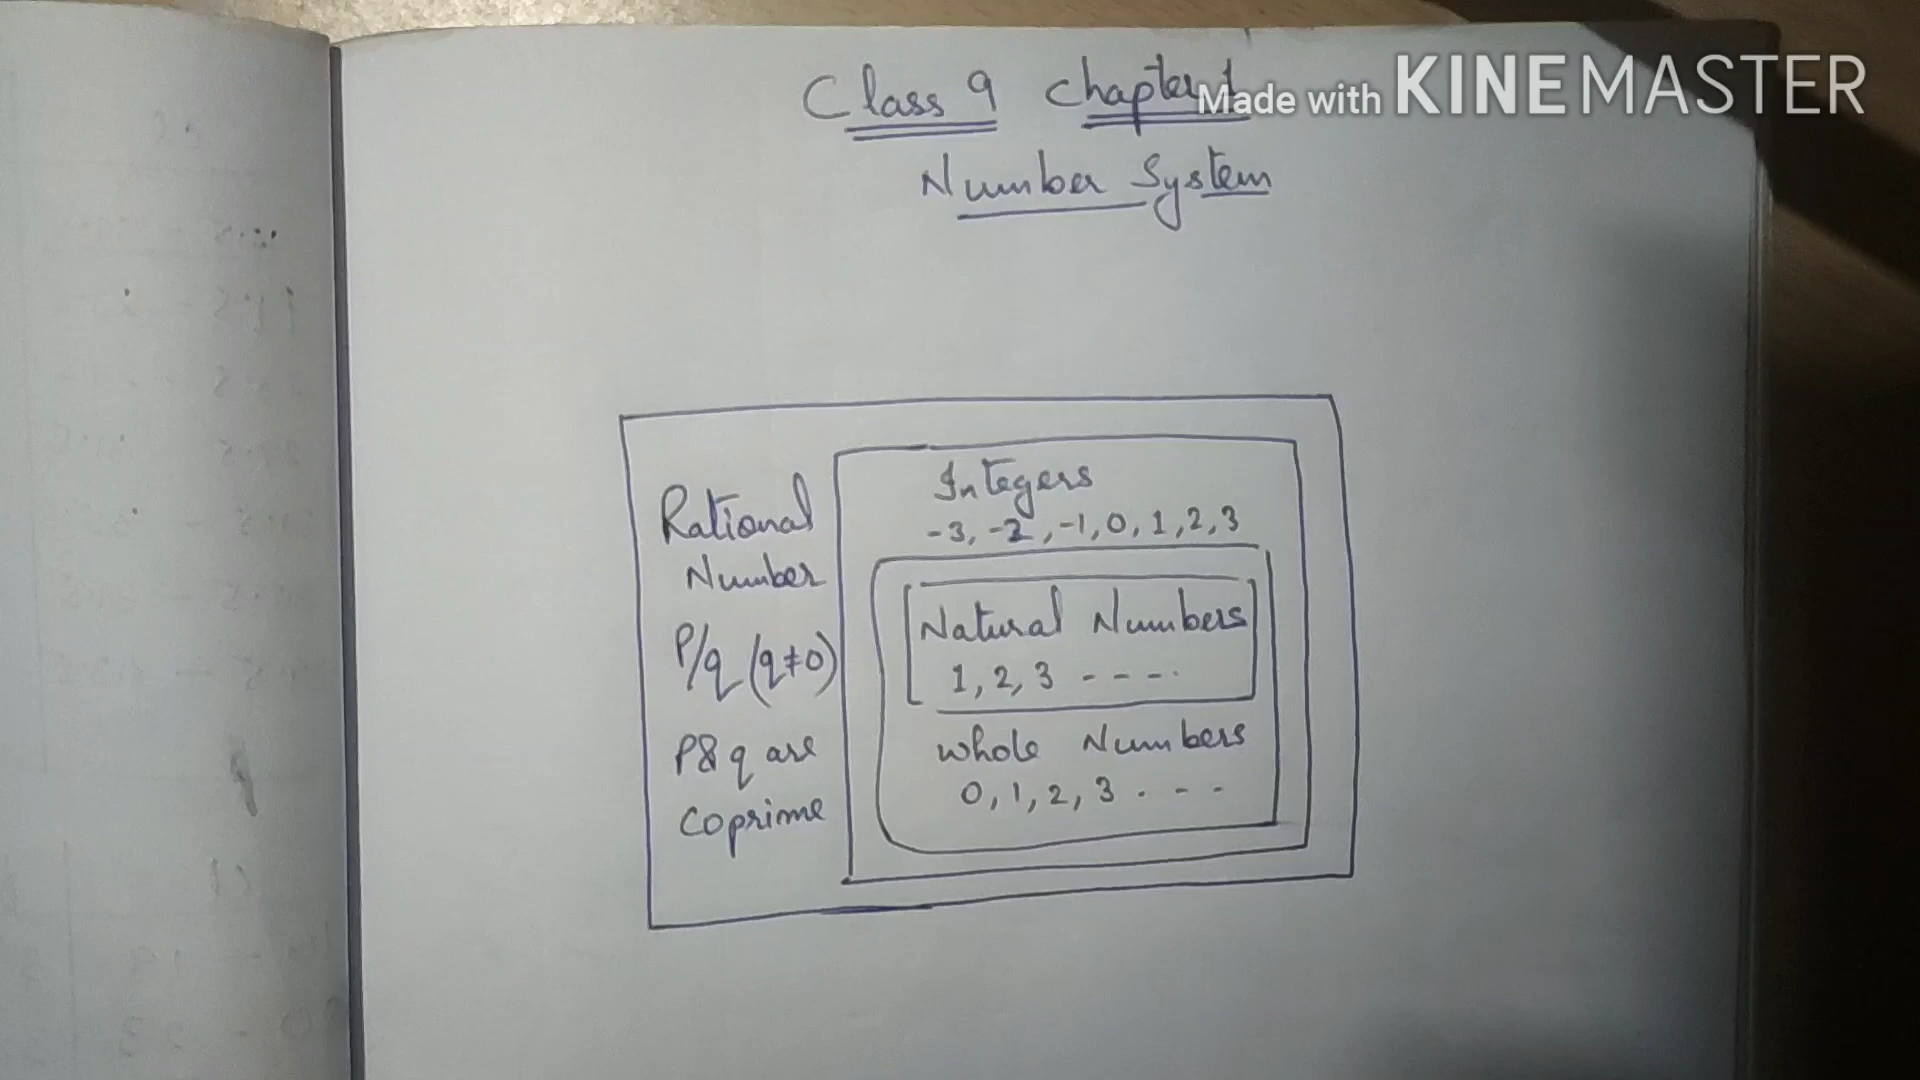 Class 9 Chapter 1
Made with KINEMASTER
Number System
Integers
-3, -2, -1, 0, 1, 2, 3
Rational
Number
P/q (q≠0)
P&q are
Coprime
Natural Numbers
1, 2, 3 - - - -
Whole Numbers
0, 1, 2, 3 . - -